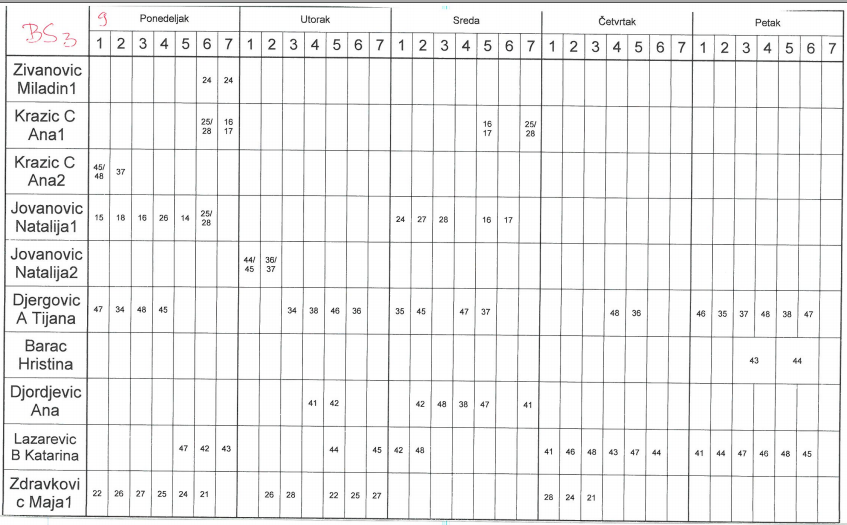 BS3
9
Ponedeljak Utorak Sreda Četvrtak Petak
1 2 3 4 5 6 7 1 2 3 4 5 6 7 1 2 3 4 5 6 7 1 2 3 4 5 6 7 1 2 3 4 5 6 7
Zivanovic
Miladin1
24 24
Krazic C
Ana1
25/ 16 16 25/
28 17 17 28
Krazic C
Ana2
45/ 37
48
Jovanovic
Natalija1
15 18 16 26 14 25/ 24 27 28 16 17
28
Jovanovic
Natalija2
44/ 36/
45 37
Djergovic
A Tijana
47 34 48 45 34 38 46 36 35 45 47 37 48 36 46 35 37 48 38 47
Barac
Hristina
43 44
Djordjevic
Ana
41 42 42 48 38 47 41
Lazarevic
B Katarina
47 42 43 44 45 42 48 41 46 48 43 47 44 41 44 47 46 48 45
Zdravkovi
c Maja1
22 26 27 25 24 21 26 28 22 25 27 28 24 21